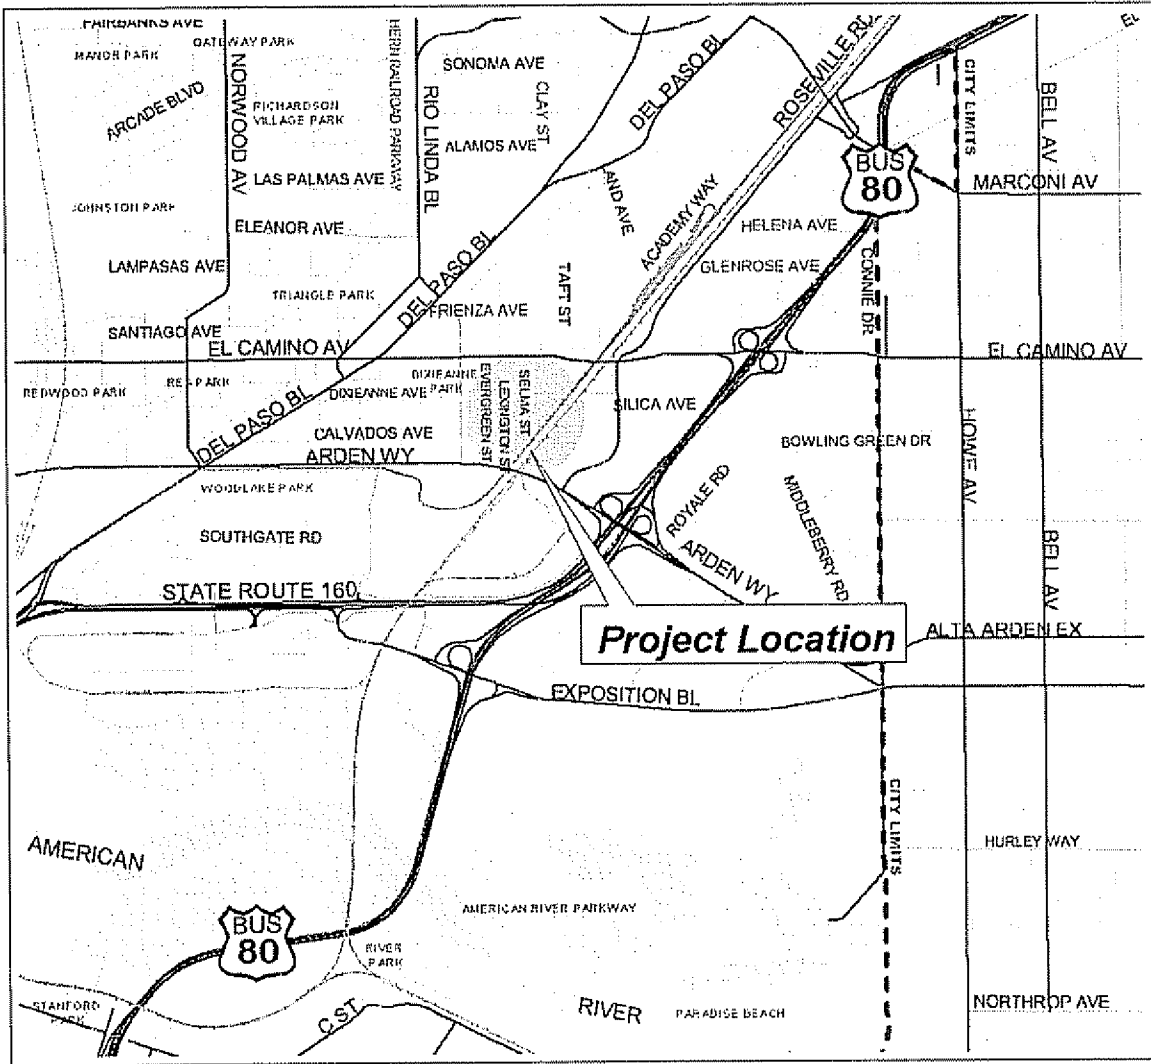 FAIRBANKS AVE
MANOR PARK
GATEWAY PARK
NORWOOD AV
ARCADE BLVD
RICHARDSON
VILLAGE PARK
HERN RAILROAD PARKWAY
RIO LINDA BL
SONOMA AVE
CLAY ST
DEL PASO BL
ROSEVILLE RD
EL
CITY LIMITS
BELL AV
ALAMOS AVE
LAS PALMAS AVE
BUS
80
MARCONI AV
JOHNSTON PARK
ELEANOR AVE
AND AVE
ACADEMY WAY
HELENA AVE
LAMPASAS AVE
DEL PASO BL
TAFT ST
GLENROSE AVE
CONNIE DR
TRIANGLE PARK
FRIENZA AVE
SANTIAGO AVE
EL CAMINO AV
EL CAMINO AV
REDWOOD PARK
DEL PASO BL
DIXIEANNE AVE
DIXIEANNE
PARK
EVERGREEN ST
LEXINGTON ST
SELMA ST
SILICA AVE
HOWE AV
CALVADOS AVE
ARDEN WY
BOWLING GREEN DR
WOODLAKE PARK
ROYALE RD
MIDDLEBERRY RD
SOUTHGATE RD
ARDEN WY
BELL AV
STATE ROUTE 160
Project Location
ALTA ARDEN EX
EXPOSITION BL
CITY LIMITS
HURLEY WAY
AMERICAN
AMERICAN RIVER PARKWAY
BUS
80
RIVER
PARK
STANFORD
PARK
C ST
RIVER
PARADISE BEACH
NORTHROP AVE